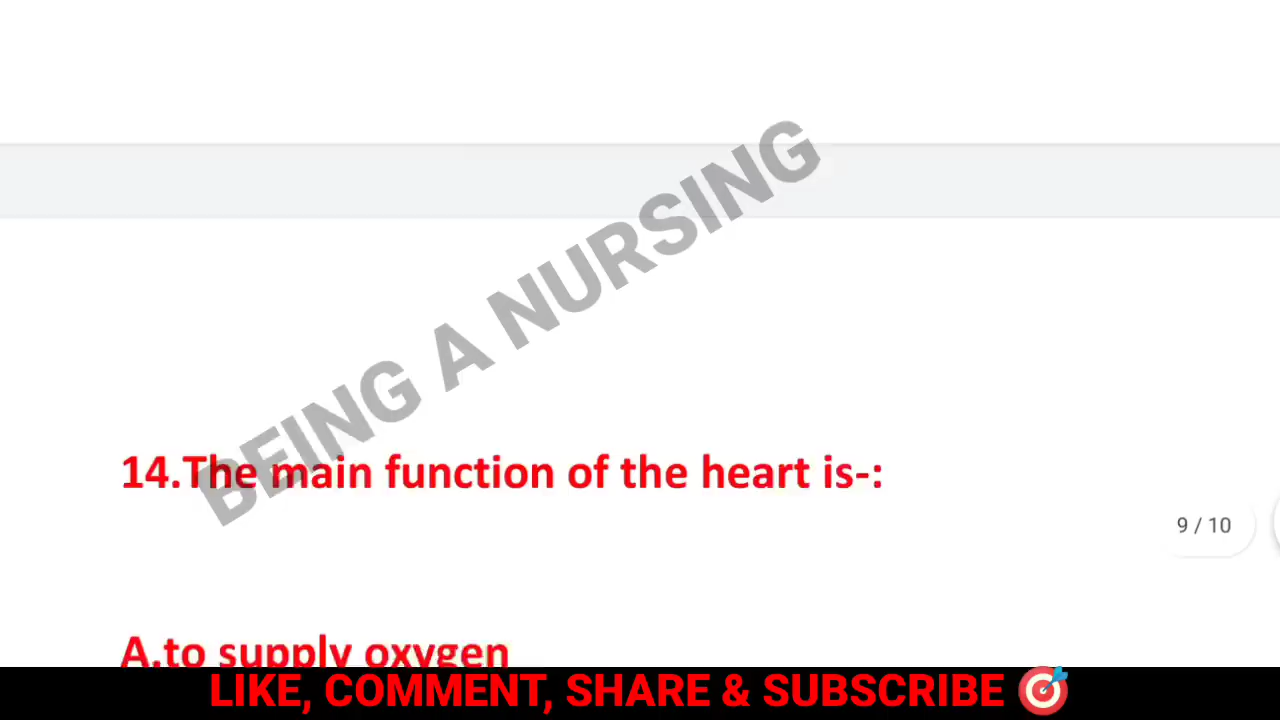 BEING A NURSING
14.The main function of the heart is-:
9 / 10
A.to supply oxygen
LIKE, COMMENT, SHARE & SUBSCRIBE 🎯